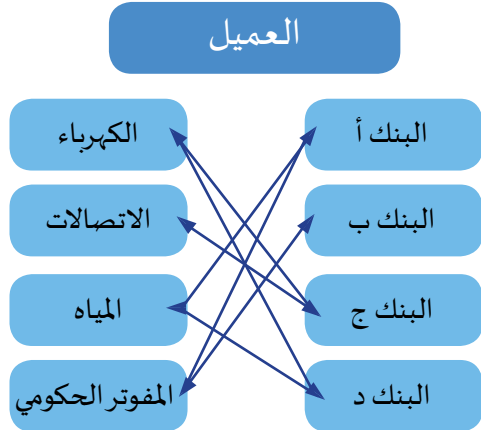 العميل
البنك أ
الكهرباء
البنك ب
الاتصالات
البنك ج
المياه
البنك د
المفوتر الحكومي